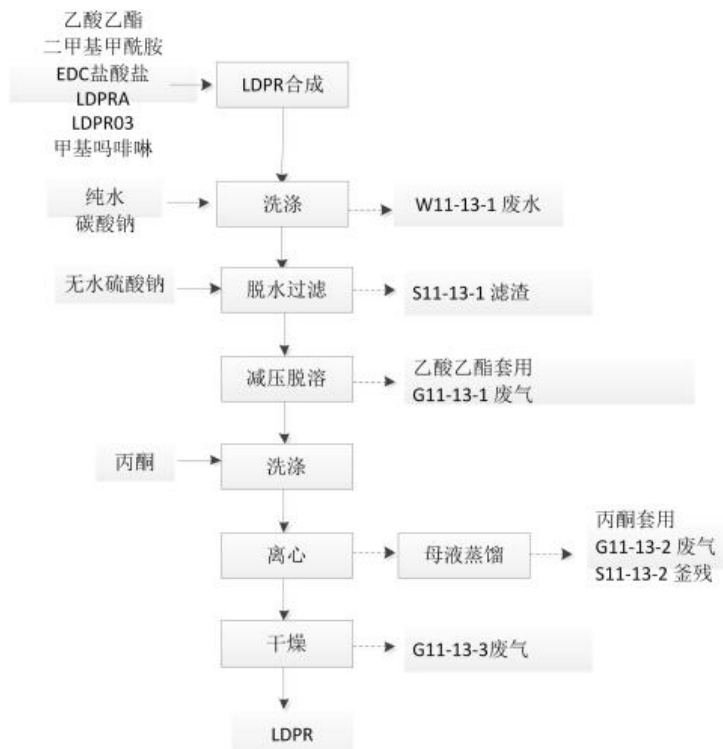 乙酸乙酯
二甲基甲酰胺
EDC盐酸盐
LDPRA
LDPR03
甲基吗啡啉
LDPR合成
纯水
碳酸钠
洗涤
W11-13-1 废水
无水硫酸钠
脱水过滤
S11-13-1 滤渣
减压脱溶
乙酸乙酯套用
G11-13-1 废气
丙酮
洗涤
离心
母液蒸馏
丙酮套用
G11-13-2 废气
S11-13-2 釜残
干燥
G11-13-3废气
LDPR